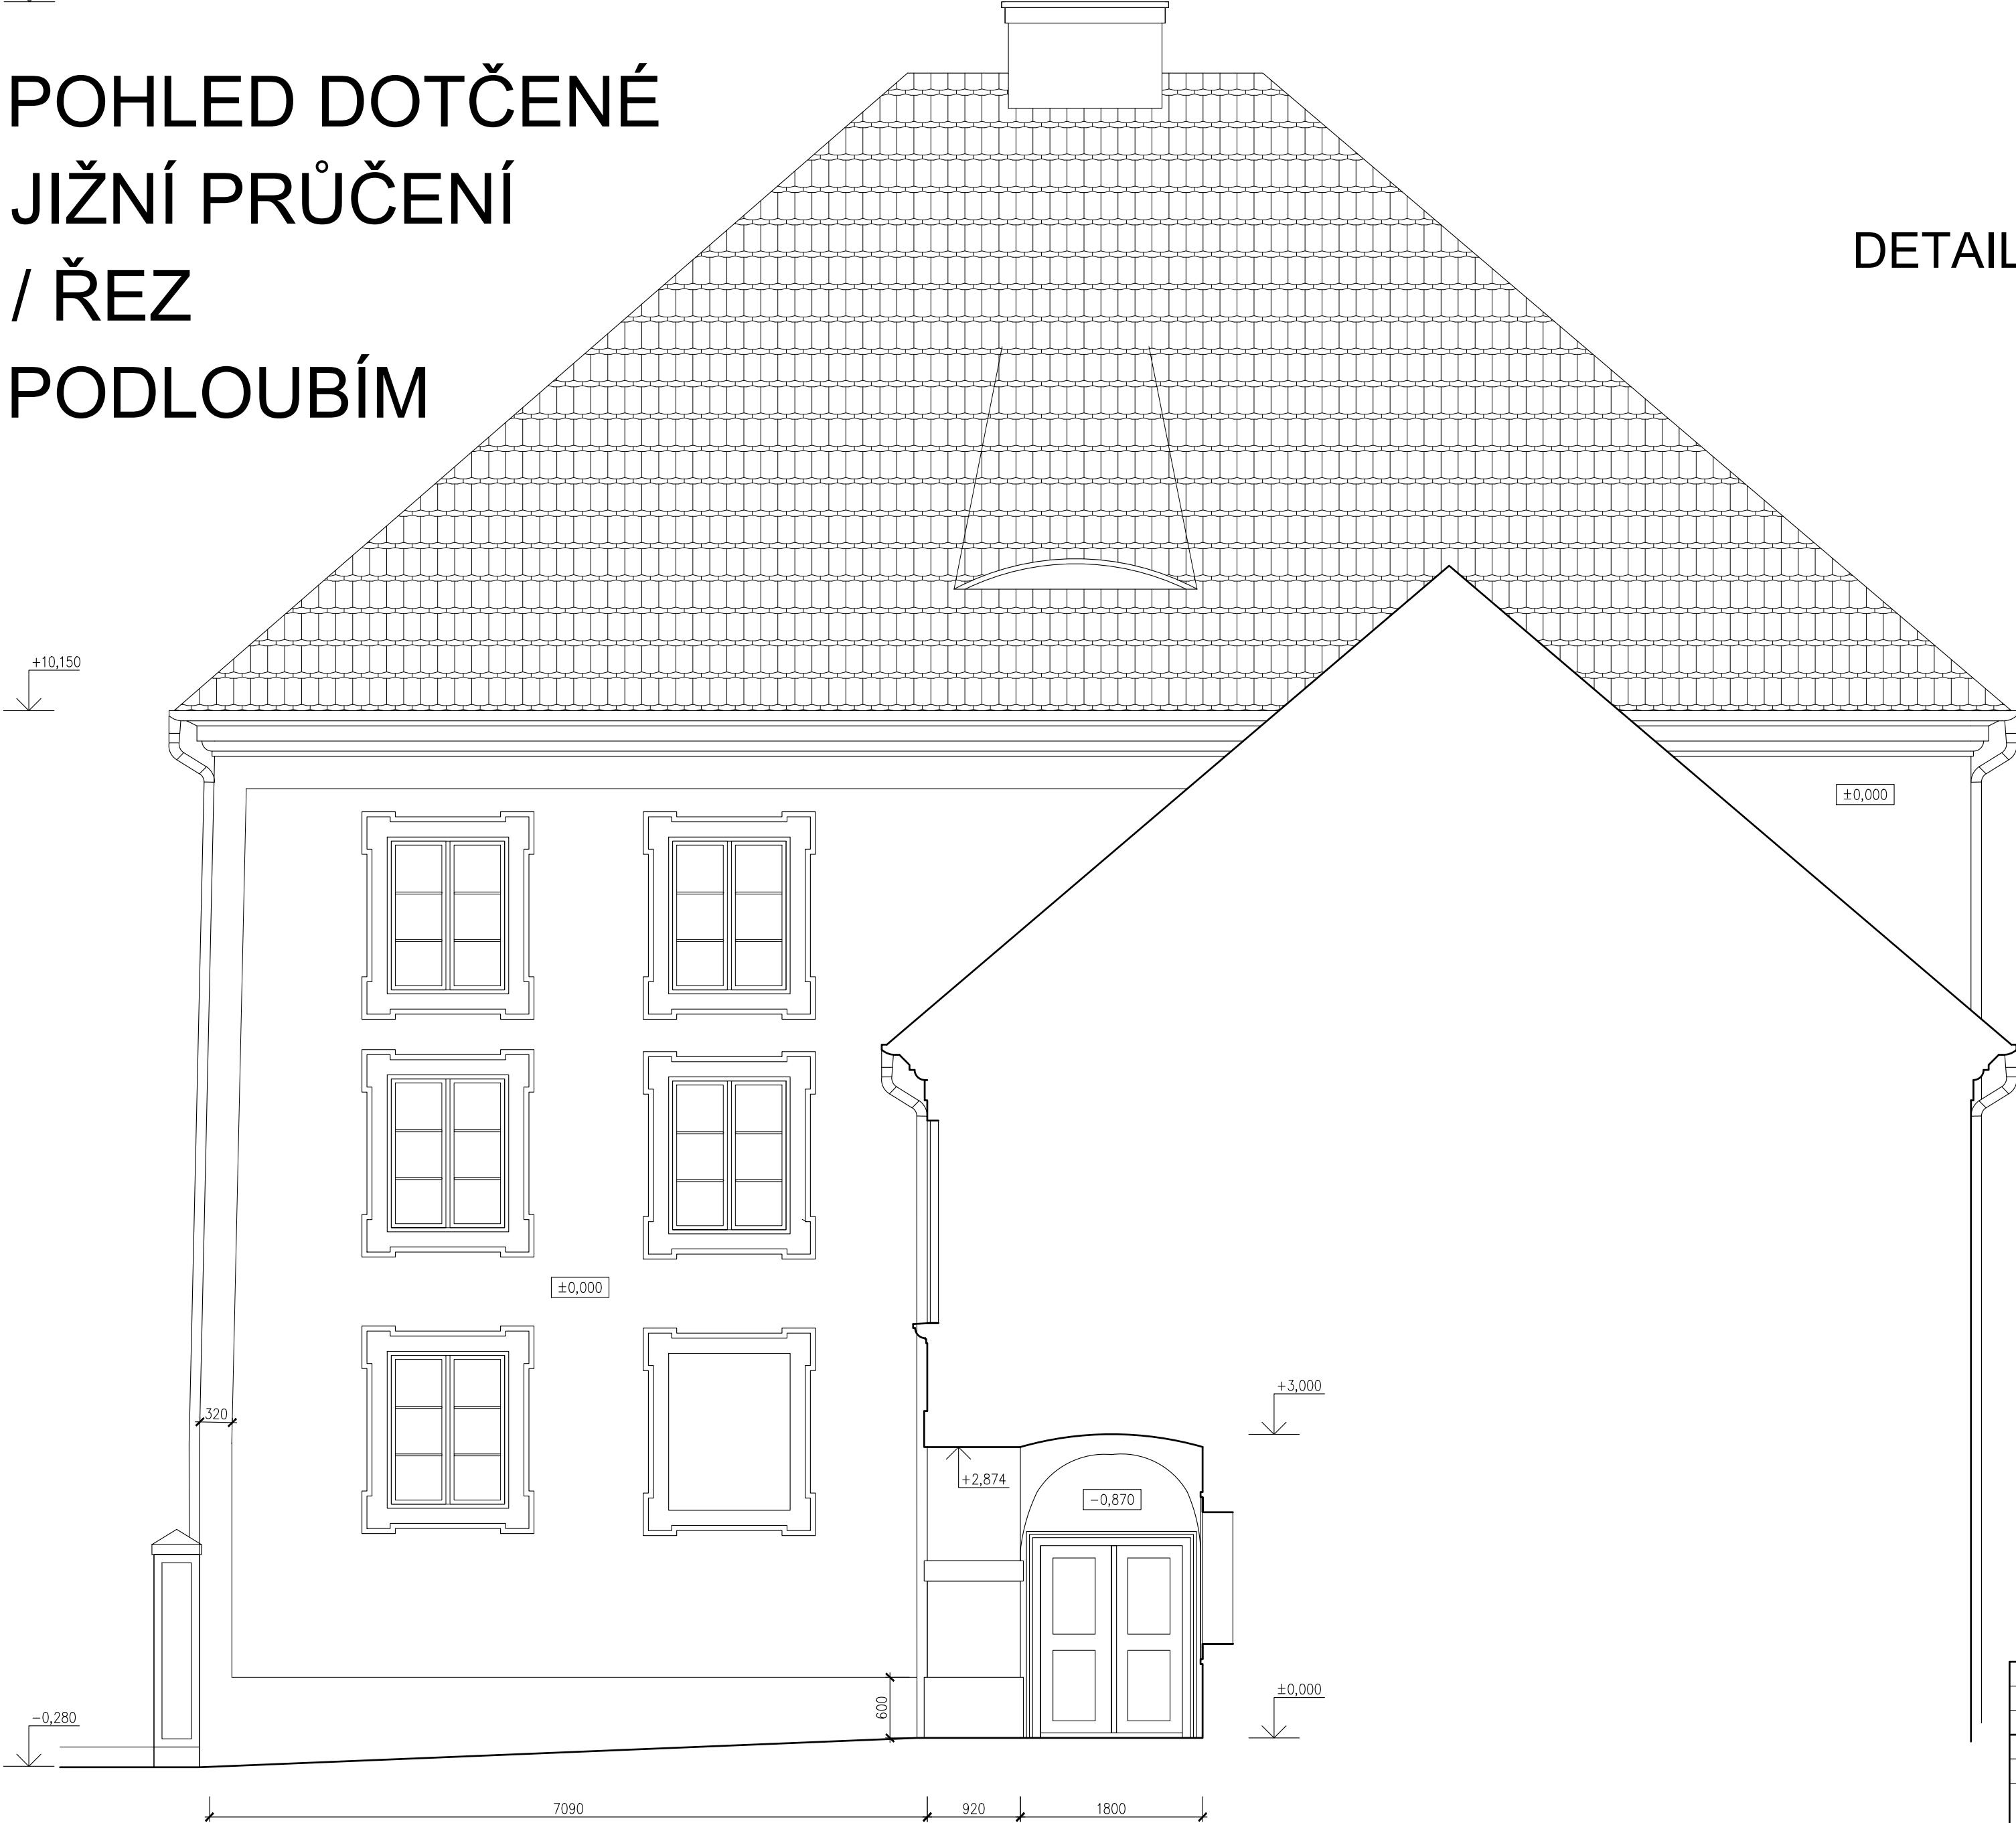 POHLED DOTČENÉ
JIŽNÍ PRŮČENÍ
/ ŘEZ
PODLOUBÍM
DETAIL
+10,150
±0,000
±0,000
320
+3,000
+2,874
-0,870
±0,000
600
-0,280
7090
920
1800